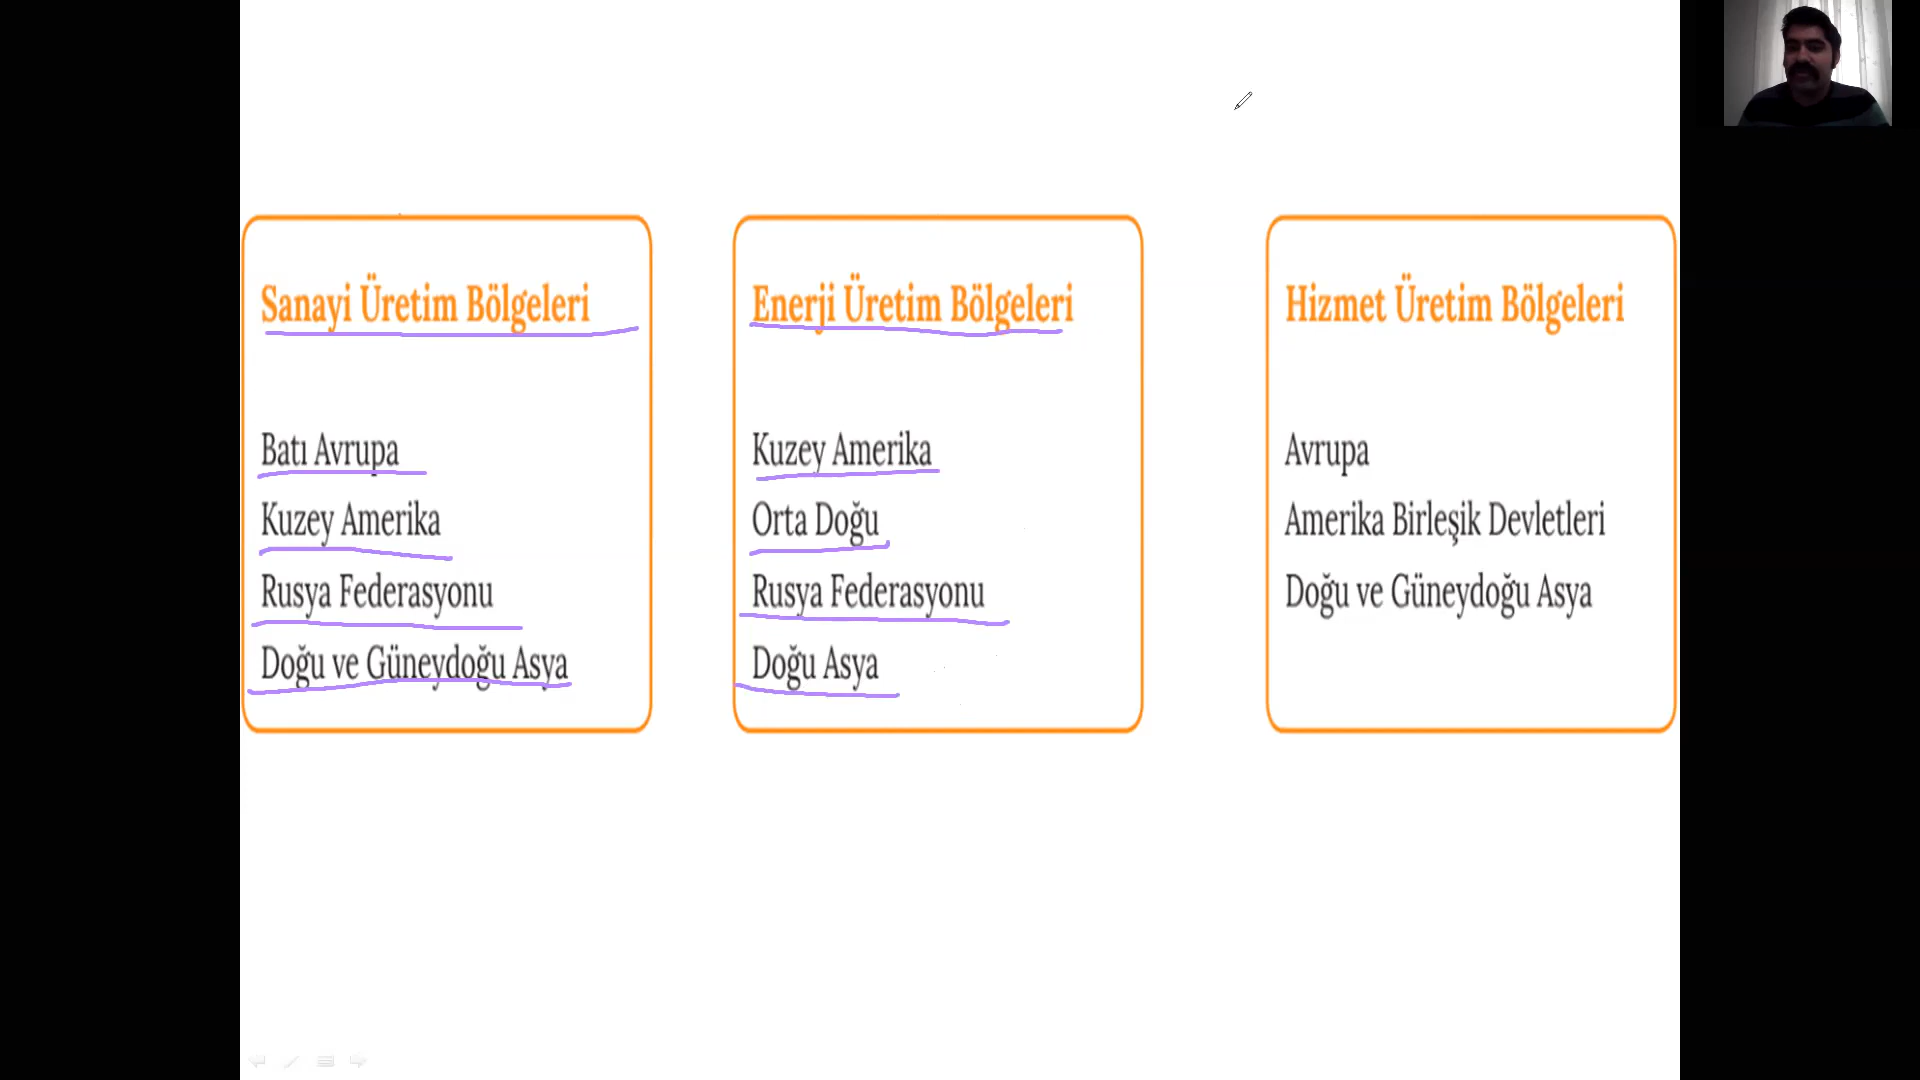 Sanayi Üretim Bölgeleri
Batı Avrupa
Kuzey Amerika
Rusya Federasyonu
Doğu ve Güneydoğu Asya
Enerji Üretim Bölgeleri
Kuzey Amerika
Orta Doğu
Rusya Federasyonu
Doğu Asya
Hizmet Üretim Bölgeleri
Avrupa
Amerika Birleşik Devletleri
Doğu ve Güneydoğu Asya